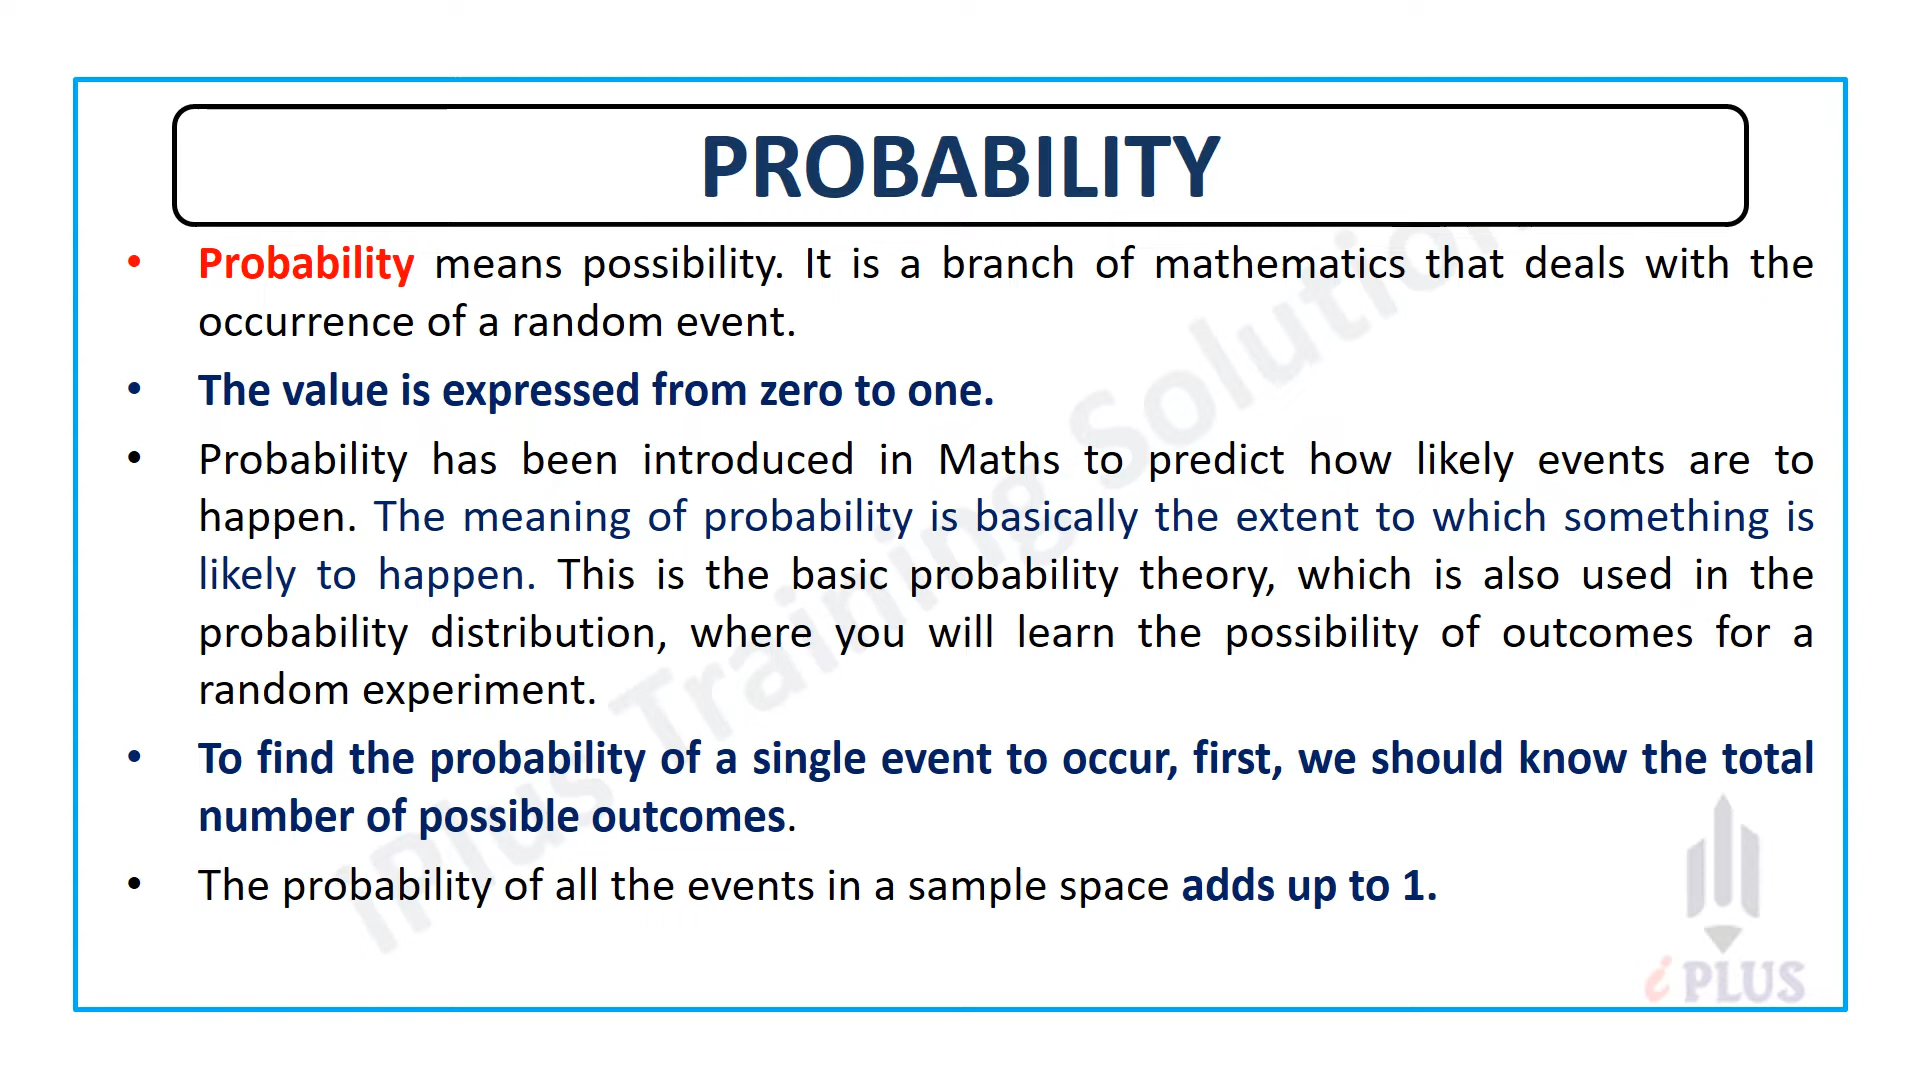 PROBABILITY
• Probability means possibility. It is a branch of mathematics that deals with the
occurrence of a random event.
• The value is expressed from zero to one.
• Probability has been introduced in Maths to predict how likely events are to
happen. The meaning of probability is basically the extent to which something is
likely to happen. This is the basic probability theory, which is also used in the
probability distribution, where you will learn the possibility of outcomes for a
random experiment.
• To find the probability of a single event to occur, first, we should know the total
number of possible outcomes.
• The probability of all the events in a sample space adds up to 1.
iPlus Training Solution
i PLUS